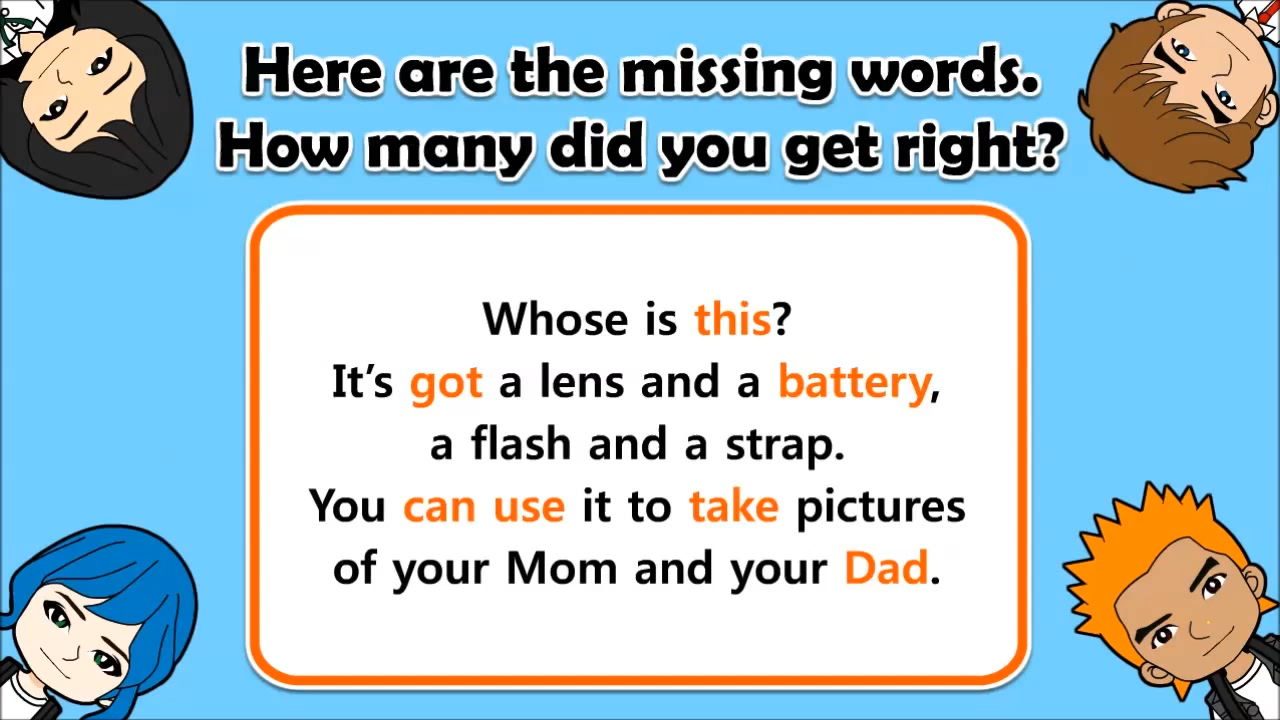 Here are the missing words.
How many did you get right?
Whose is this?
It’s got a lens and a battery,
a flash and a strap.
You can use it to take pictures
of your Mom and your Dad.